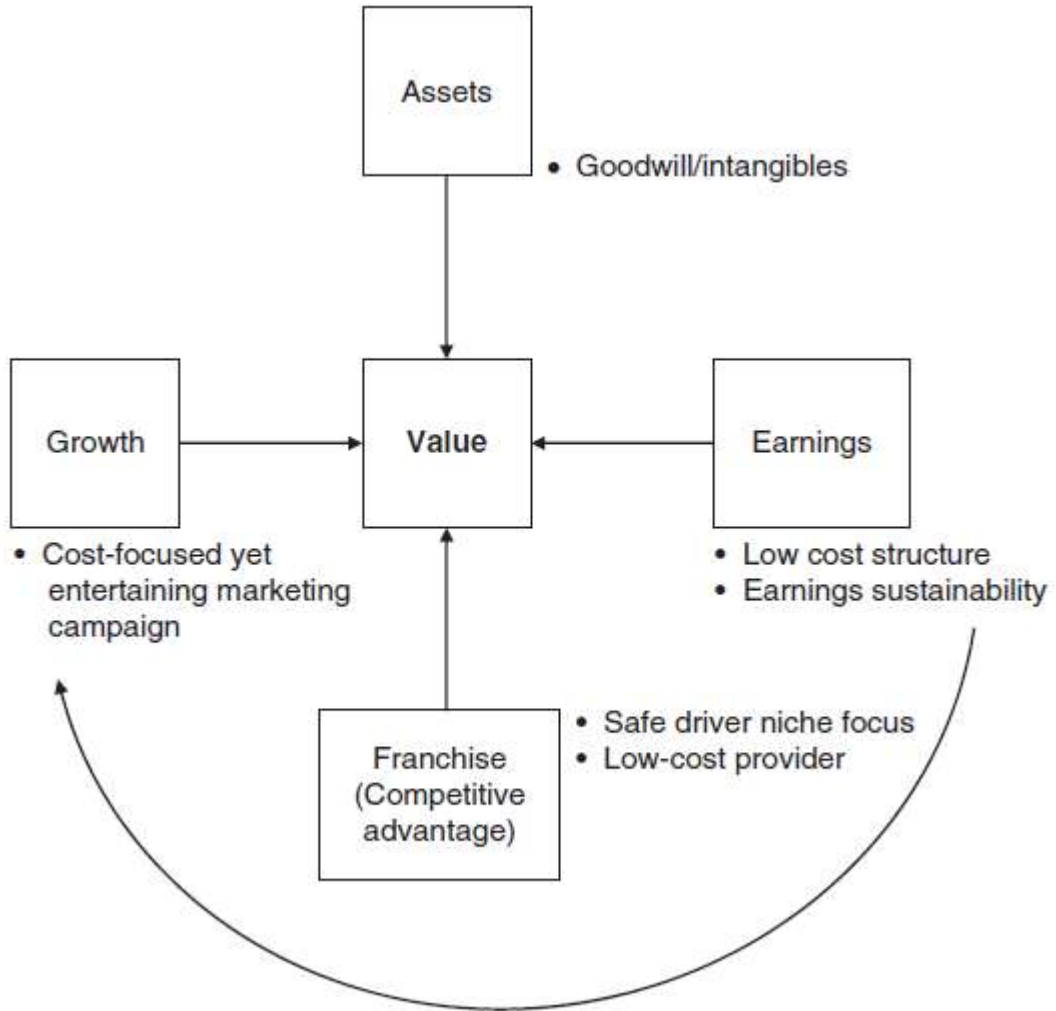 Assets
• Goodwill/intangibles
Growth
Value
Earnings
• Cost-focused yet
entertaining marketing
campaign
• Low cost structure
• Earnings sustainability
Franchise
(Competitive
advantage)
• Safe driver niche focus
• Low-cost provider